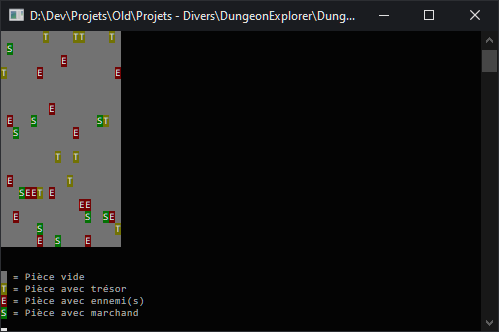 D:\Dev\Projets\Old\Projets - Divers\DungeonExplorer\Dung...
T TT T
S
E
T E E
E
E S ST
S E
T T
E T
SEET E
EE
E S SE
S T
E S E
= Pièce vide
T = Pièce avec trésor
E = Pièce avec ennemi(s)
S = Pièce avec marchand